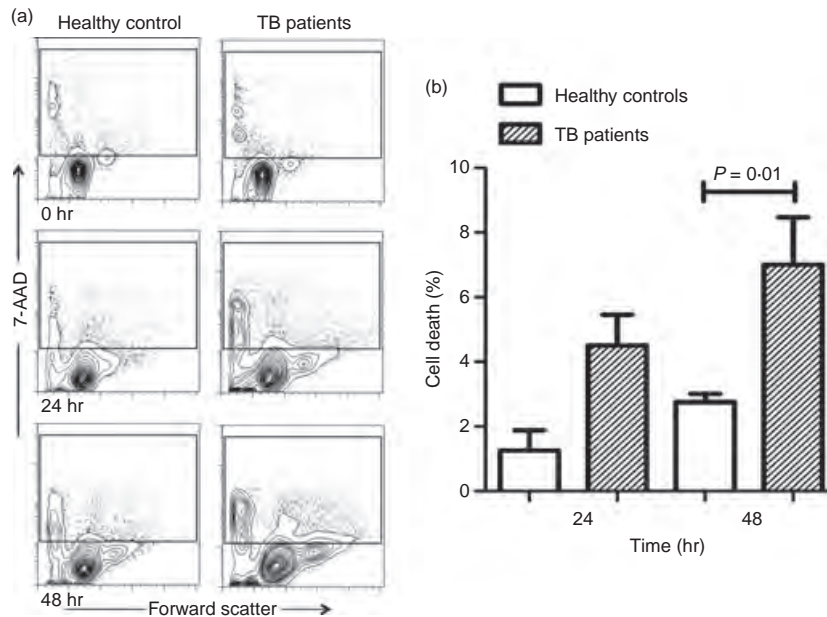 (a)
Healthy control
TB patients
0 hr
24 hr
48 hr
7-AAD
Forward scatter
(b)
Healthy controls
TB patients
P = 0·01
10
8
6
4
2
0
Cell death (%)
24
48
Time (hr)